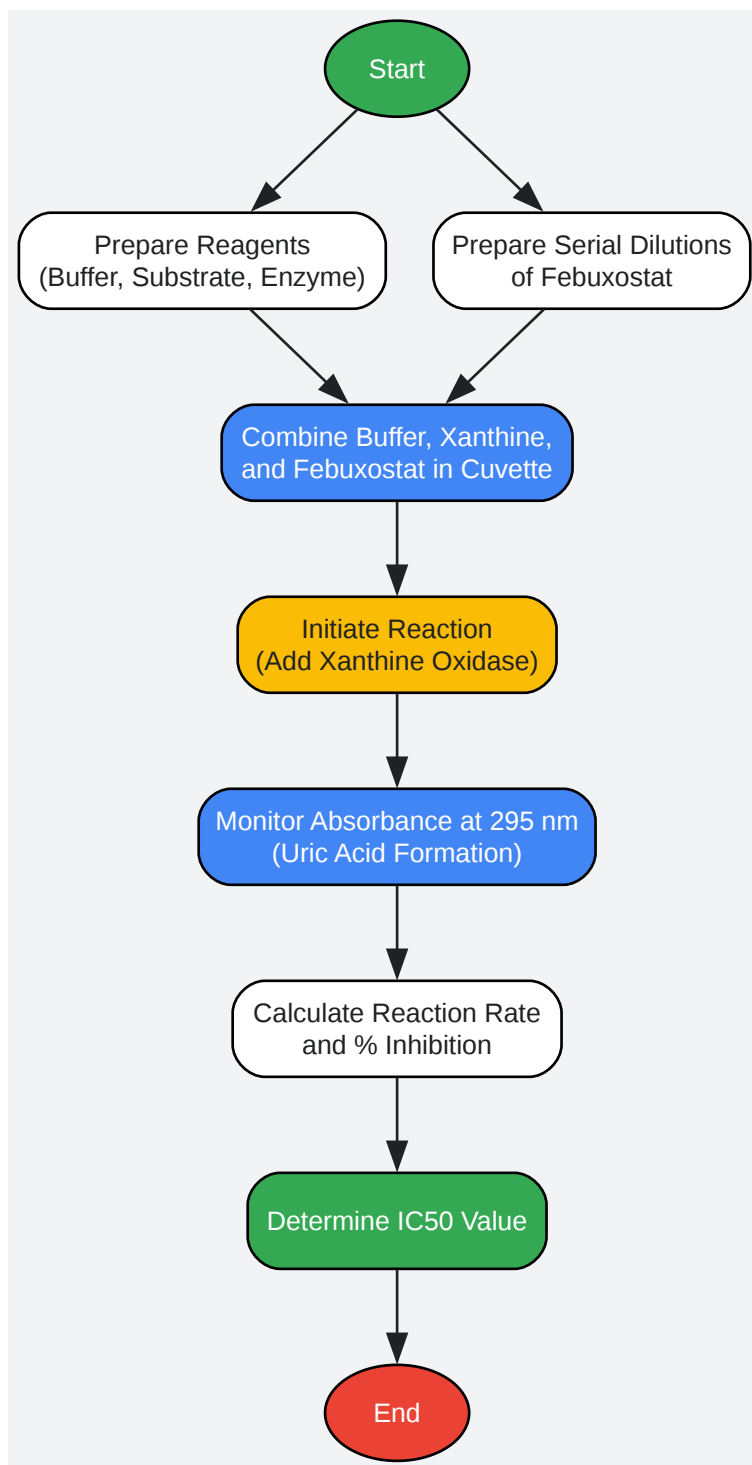 Start
Prepare Reagents
(Buffer, Substrate, Enzyme)
Prepare Serial Dilutions
of Febuxostat
Combine Buffer, Xanthine,
and Febuxostat in Cuvette
Initiate Reaction
(Add Xanthine Oxidase)
Monitor Absorbance at 295 nm
(Uric Acid Formation)
Calculate Reaction Rate
and % Inhibition
Determine IC50 Value
End